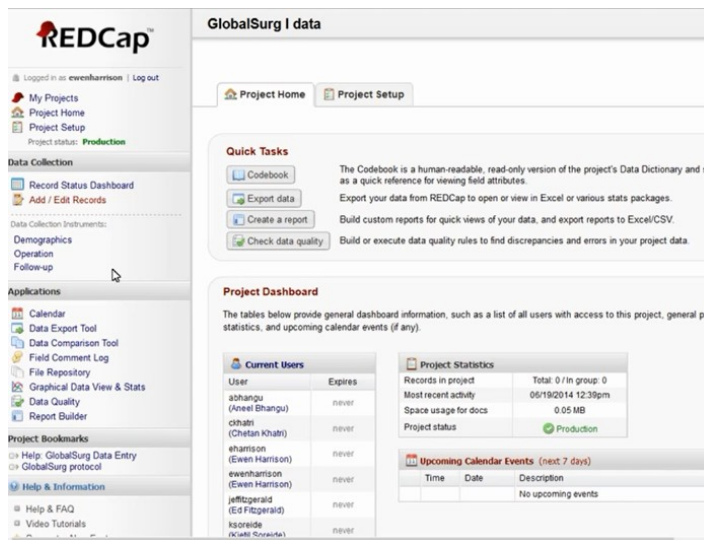 REDCap
Logged in as ewenharrison | Log out
My Projects
Project Home
Project Setup
Project status: Production
Data Collection
Record Status Dashboard
Add / Edit Records
Data Collection Instruments:
Demographics
Operation
Follow-up
Applications
Calendar
Data Export Tool
Data Comparison Tool
Field Comment Log
File Repository
Graphical Data View & Stats
Data Quality
Report Builder
Project Bookmarks
Help: GlobalSurg Data Entry
GlobalSurg protocol
Help & Information
Help & FAQ
Video Tutorials
GlobalSurg I data
Project Home Project Setup
Quick Tasks
Codebook The Codebook is a human-readable, read-only version of the project's Data Dictionary and
as a quick reference for viewing field attributes.
Export data Export your data from REDCap to open or view in Excel or various stats packages.
Create a report Build custom reports for quick views of your data, and export reports to Excel/CSV.
Check data quality Build or execute data quality rules to find discrepancies and errors in your project data.
Project Dashboard
The tables below provide general dashboard information, such as a list of all users with access to this project, general
statistics, and upcoming calendar events (if any).
Current Users
User Expires
abhangu
(Aneel Bhangu) never
ckhatri
(Chetan Khatri) never
eharrison
(Ewen Harrison) never
ewenharrison
(Ewen Harrison) never
jeffitzgerald
(Ed Fitzgerald) never
ksoreide
(Kjetil Soreide) never
Project Statistics
Records in project Total: 0 / In group: 0
Most recent activity 06/19/2014 12:39pm
Space usage for docs 0.05 MB
Project status Production
Upcoming Calendar Events (next 7 days)
Time Date Description
No upcoming events